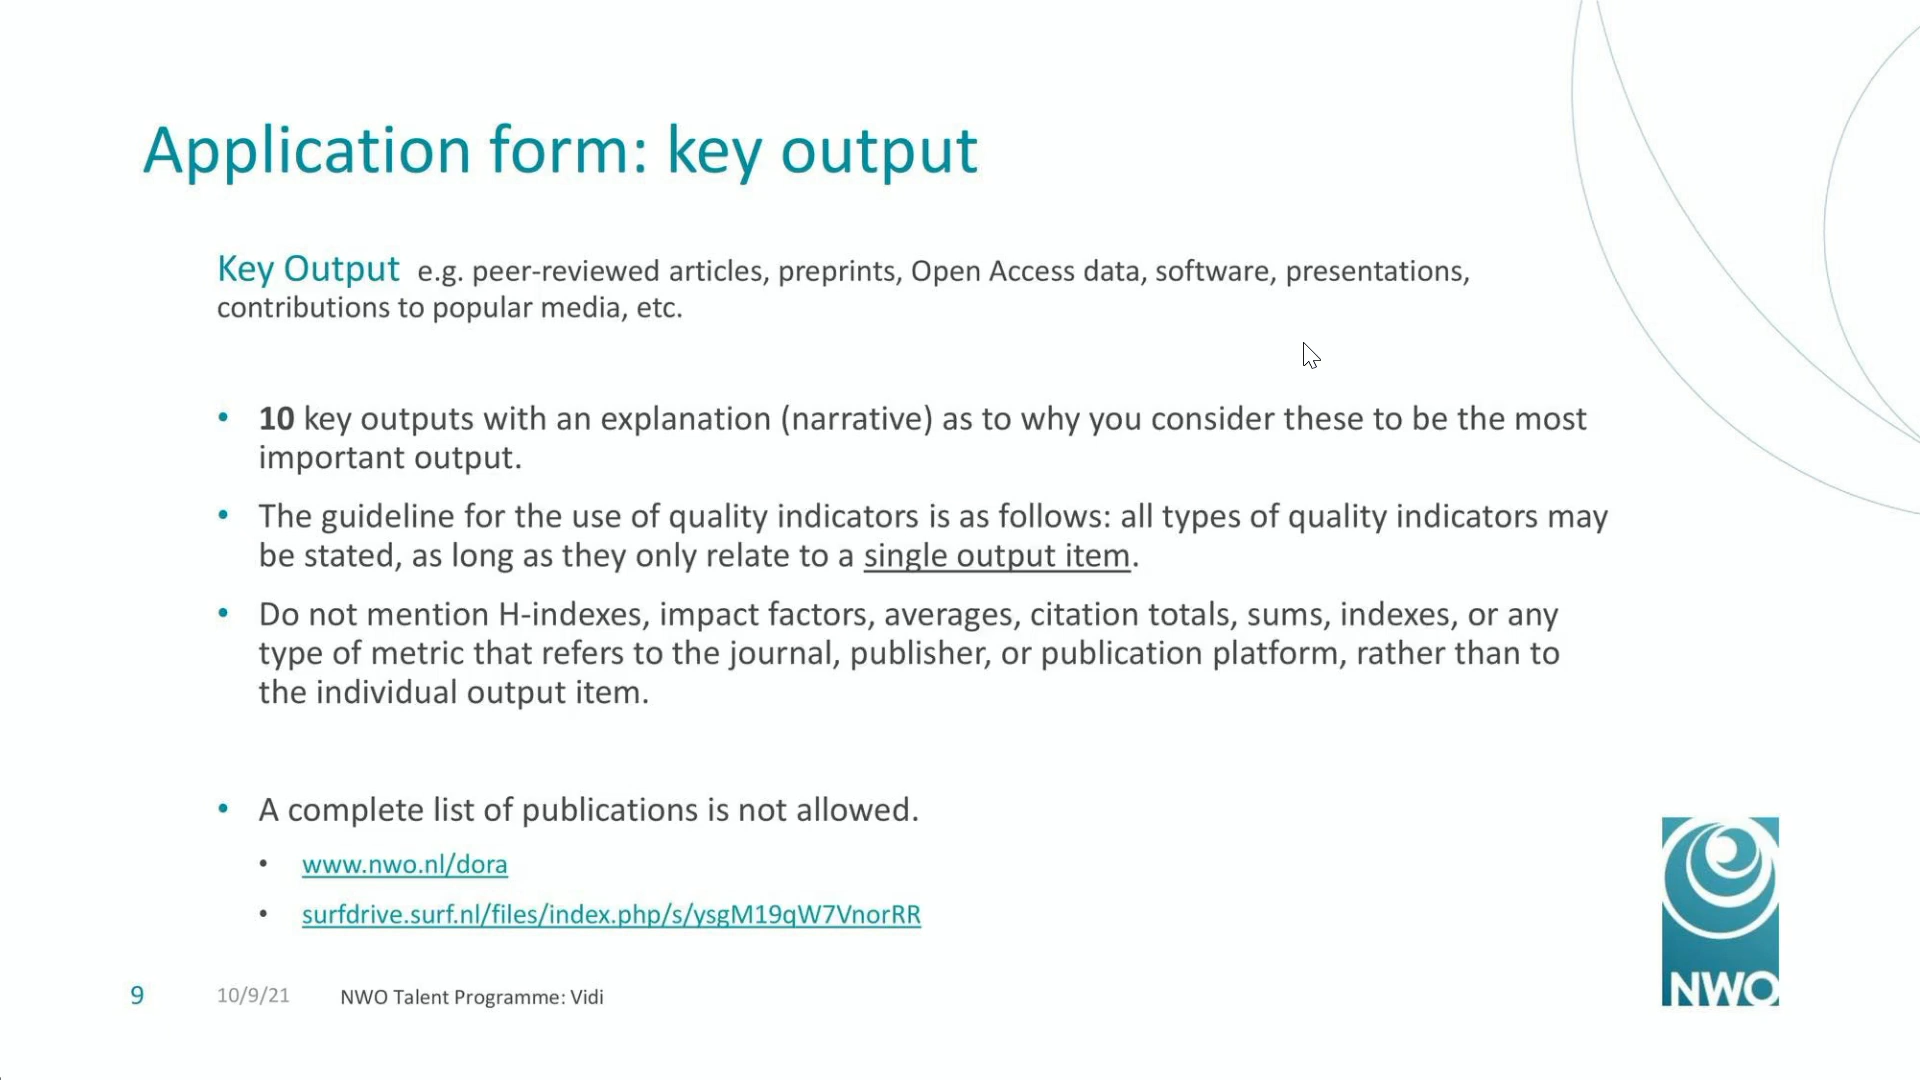 Application form: key output
Key Output e.g. peer-reviewed articles, preprints, Open Access data, software, presentations,
contributions to popular media, etc.
• 10 key outputs with an explanation (narrative) as to why you consider these to be the most
important output.
• The guideline for the use of quality indicators is as follows: all types of quality indicators may
be stated, as long as they only relate to a single output item.
• Do not mention H-indexes, impact factors, averages, citation totals, sums, indexes, or any
type of metric that refers to the journal, publisher, or publication platform, rather than to
the individual output item.
• A complete list of publications is not allowed.
• www.nwo.nl/dora
• surfdrive.surf.nl/files/index.php/s/ysgM19qW7VnorRR
9 10/9/21 NWO Talent Programme: Vidi
NWO